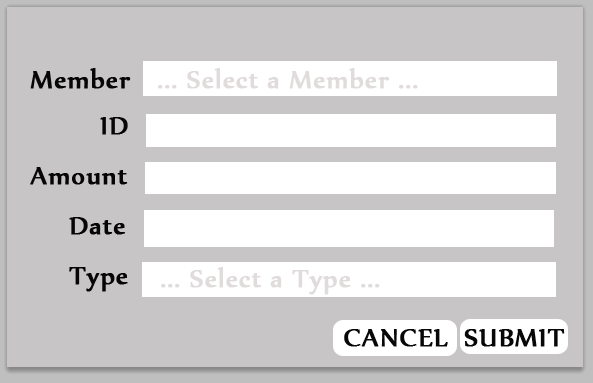 Member ... Select a Member ...
ID
Amount
Date
Type ... Select a Type ...
CANCEL SUBMIT